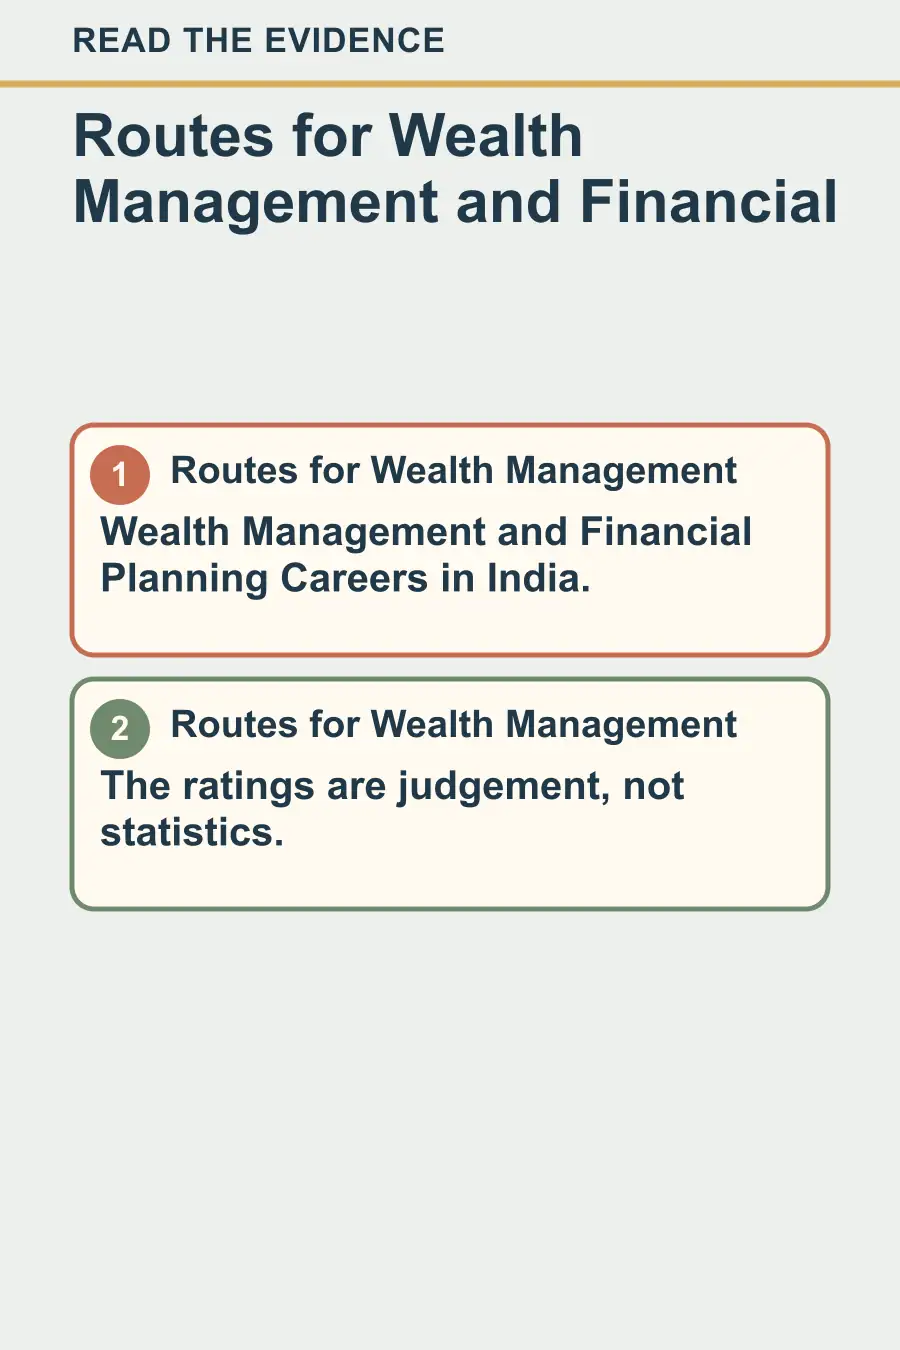 READ THE EVIDENCE
Routes for Wealth
Management and Financial
1 Routes for Wealth Management
Wealth Management and Financial
Planning Careers in India.
2 Routes for Wealth Management
The ratings are judgement, not
statistics.